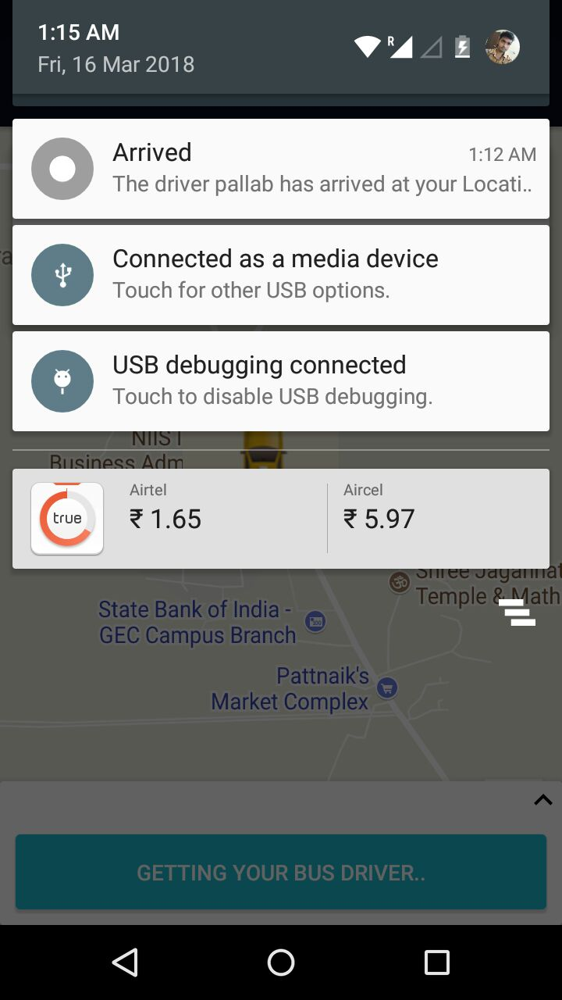 1:15 AM
Fri, 16 Mar 2018
R
Arrived
1:12 AM
The driver pallab has arrived at your Locati..
Connected as a media device
Touch for other USB options.
USB debugging connected
Touch to disable USB debugging.
NIIS
Business Adm
true
Airtel
₹ 1.65
Aircel
₹ 5.97
Shree Jagannat
Temple & Math
State Bank of India -
GEC Campus Branch
Pattnaik's
Market Complex
GETTING YOUR BUS DRIVER..